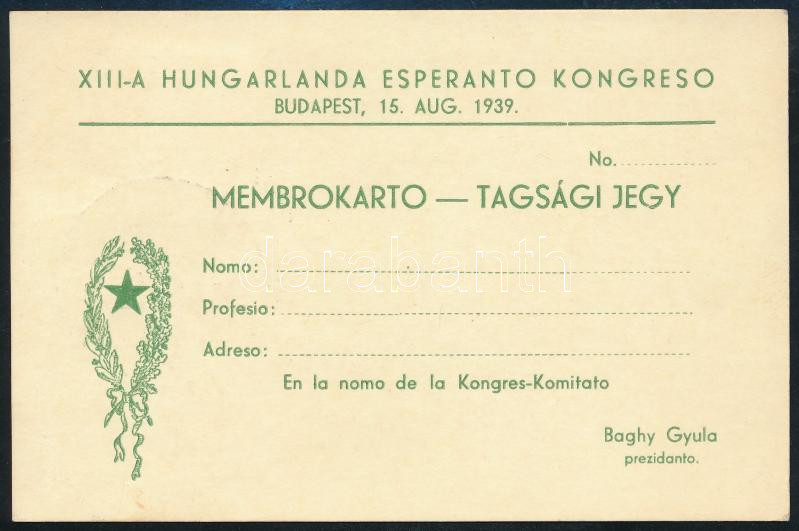 XIII-A HUNGARLANDA ESPERANTO KONGRESO
BUDAPEST, 15. AUG. 1939.
No.
MEMBROKARTO — TAGSÁGI JEGY
darabanth
Nomo:
Profesio:
Adreso:
En la nomo de la Kongres-Komitato
Baghy Gyula
prezidanto.